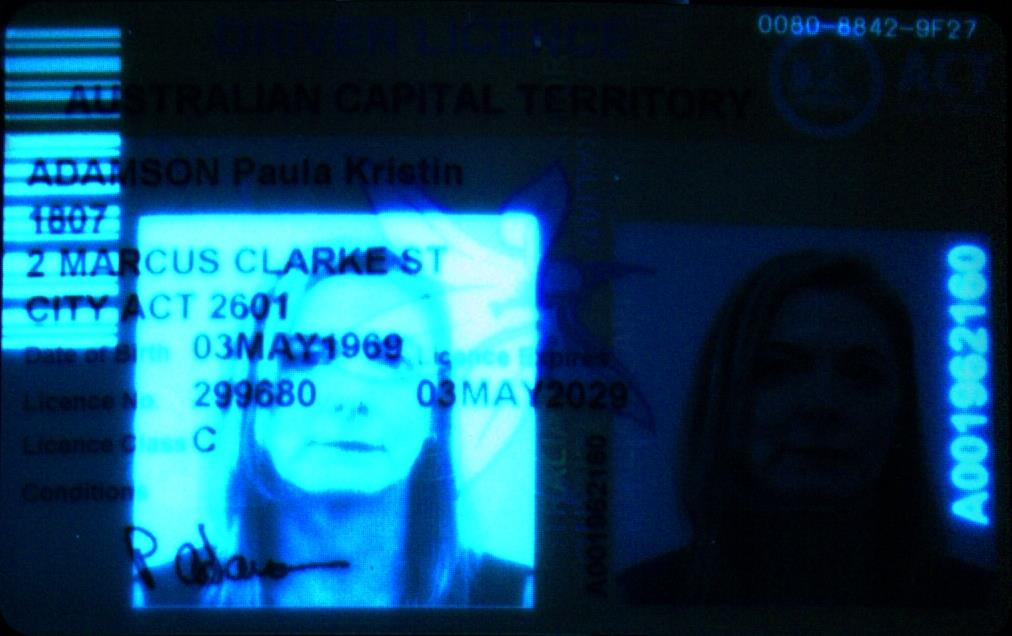 0080-8842-9F27
DRIVER LICENCE
ACT
AUSTRALIAN CAPITAL TERRITORY
ADAMSON Paula Kristin
1807
2 MARCUS CLARKE ST
CITY ACT 2601
Date of Birth 03MAY1969 Licence Expires
Licence No. 299680 03MAY2029
Licence Class C
Conditions
P Adamson
A001962160
A001962160